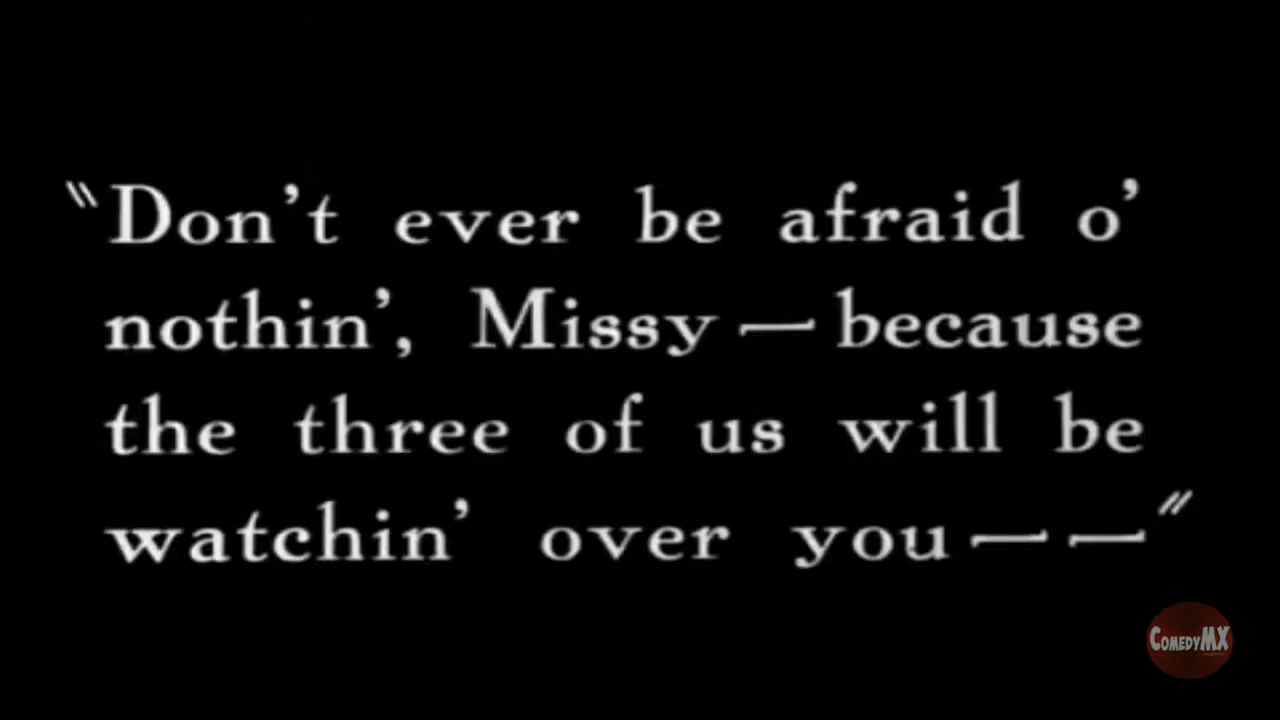 "Don't ever be afraid o'
nothin', Missy — because
the three of us will be
watchin' over you — —"
COMEDYMX